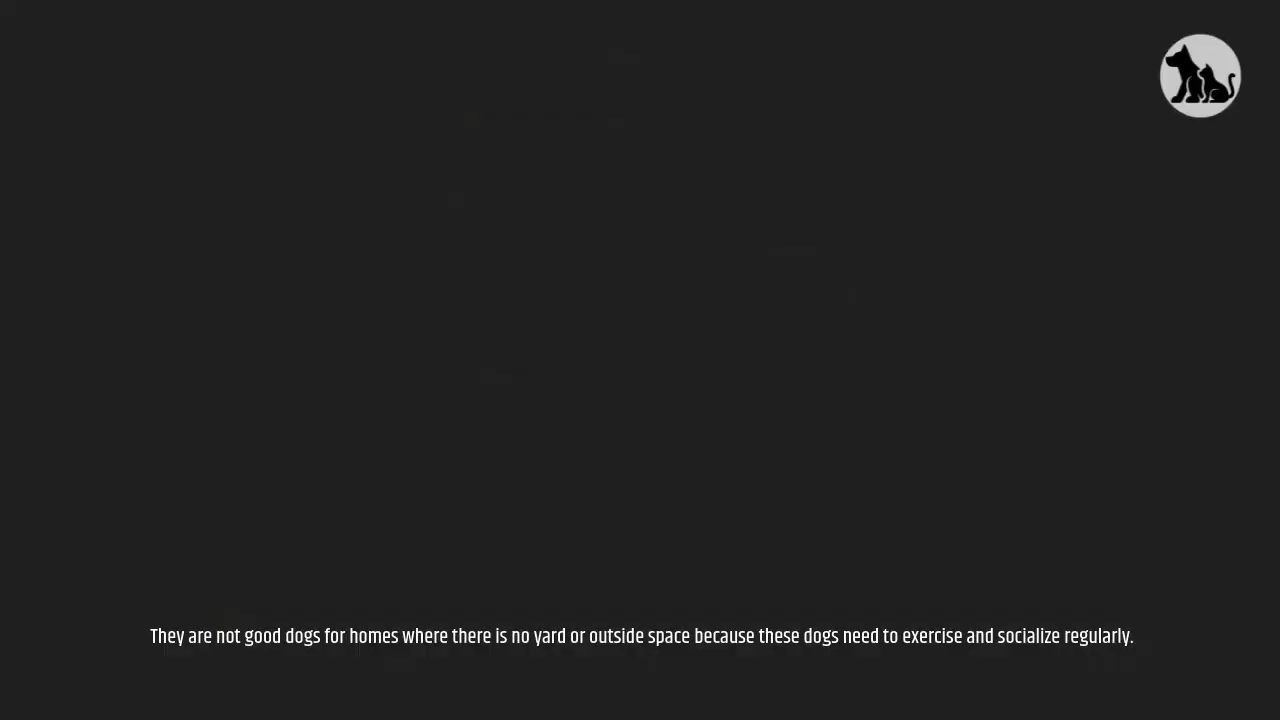 They are not good dogs for homes where there is no yard or outside space because these dogs need to exercise and socialize regularly.